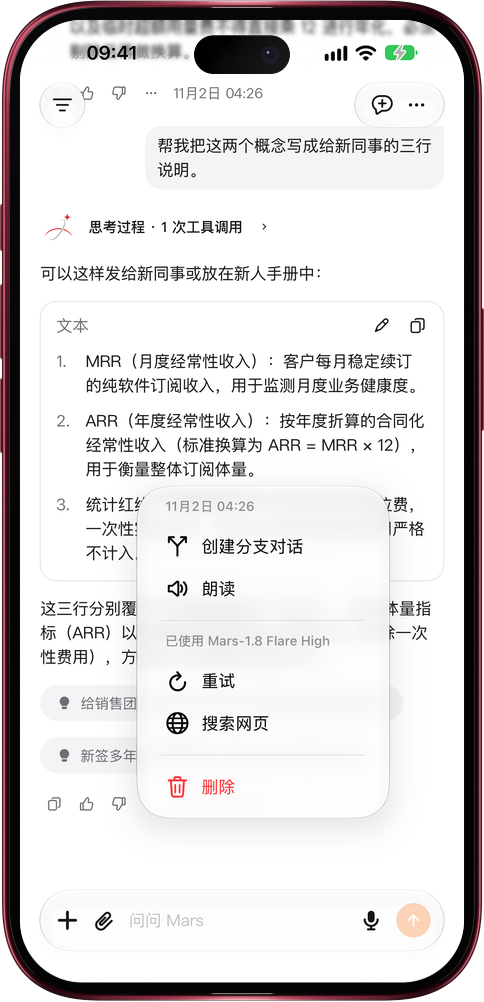 09:41
11月2日 04:26
帮我把这两个概念写成给新同事的三行
说明。
思考过程 · 1 次工具调用
可以这样发给新同事或放在新人手册中：
文本
1. MRR（月度经常性收入）：客户每月稳定续订
的纯软件订阅收入，用于监测月度业务健康度。
2. ARR（年度经常性收入）：按年度折算的合同化
经常性收入（标准换算为 ARR = MRR × 12），
用于衡量整体订阅体量。
3. 统计红
一次性
严格
不计入
11月2日 04:26
创建分支对话
朗读
已使用 Mars-1.8 Flare High
重试
搜索网页
删除
这三行分别覆
体量指
标（ARR）以
除一次
性费用），方
给销售团
新签多年
问问 Mars